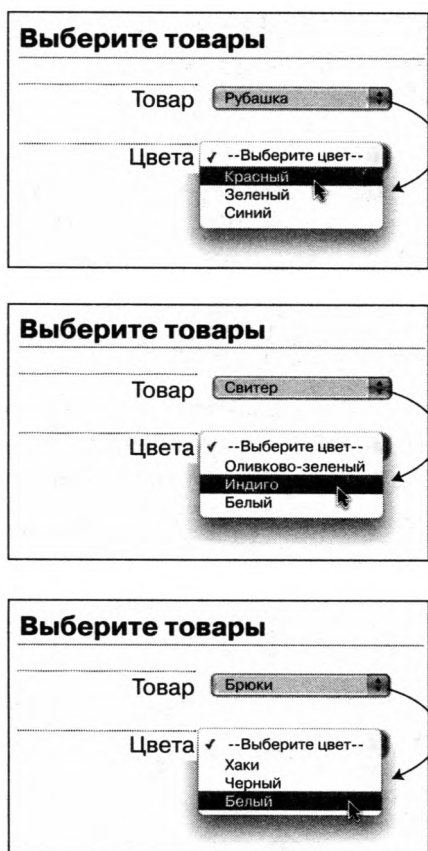 Выберите товары
Товар Рубашка
Цвета ✓ --Выберите цвет--
Красный
Зеленый
Синий
Выберите товары
Товар Свитер
Цвета ✓ --Выберите цвет--
Оливково-зеленый
Индиго
Белый
Выберите товары
Товар Брюки
Цвета ✓ --Выберите цвет--
Хаки
Черный
Белый